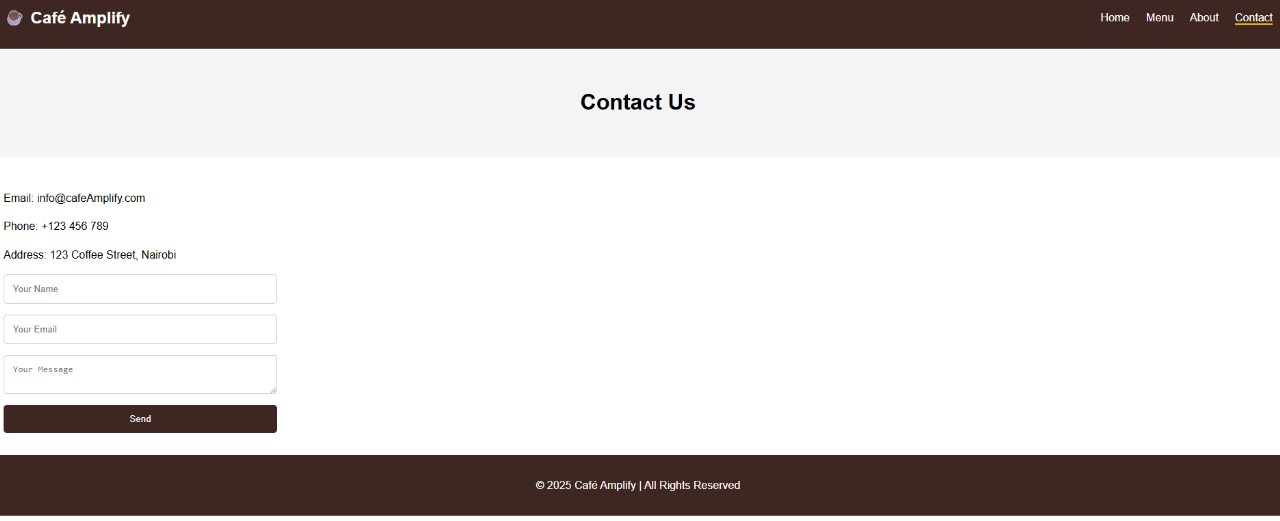 Café Amplify
Home Menu About Contact
Contact Us
Email: info@cafeAmplify.com
Phone: +123 456 789
Address: 123 Coffee Street, Nairobi
Your Name
Your Email
Your Message
Send
© 2025 Café Amplify | All Rights Reserved